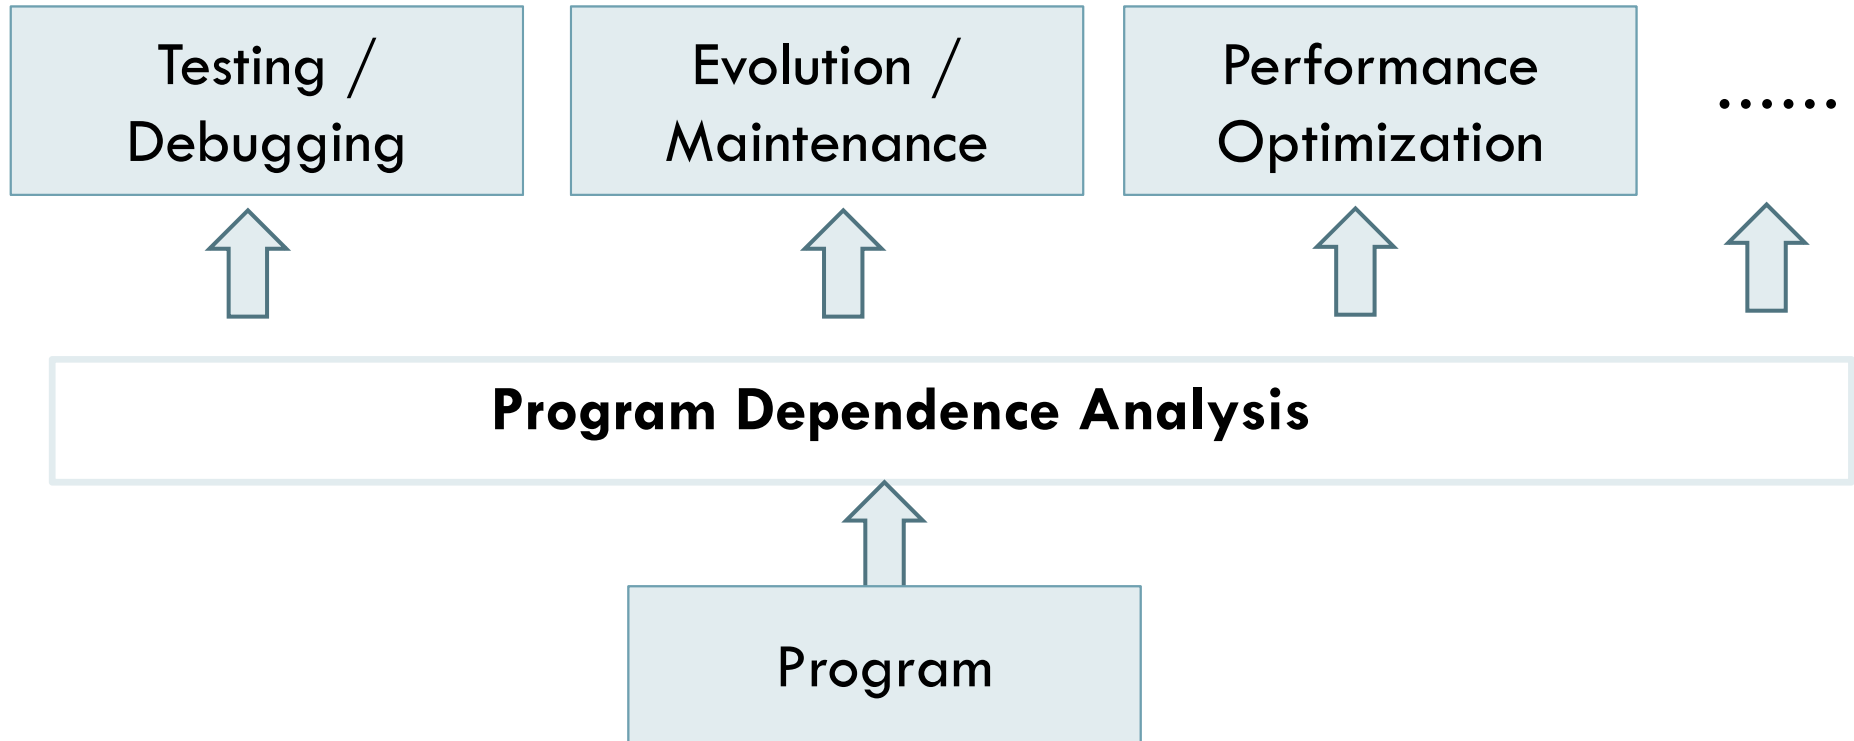 Testing /
Debugging
Evolution /
Maintenance
Performance
Optimization
......
Program Dependence Analysis
Program